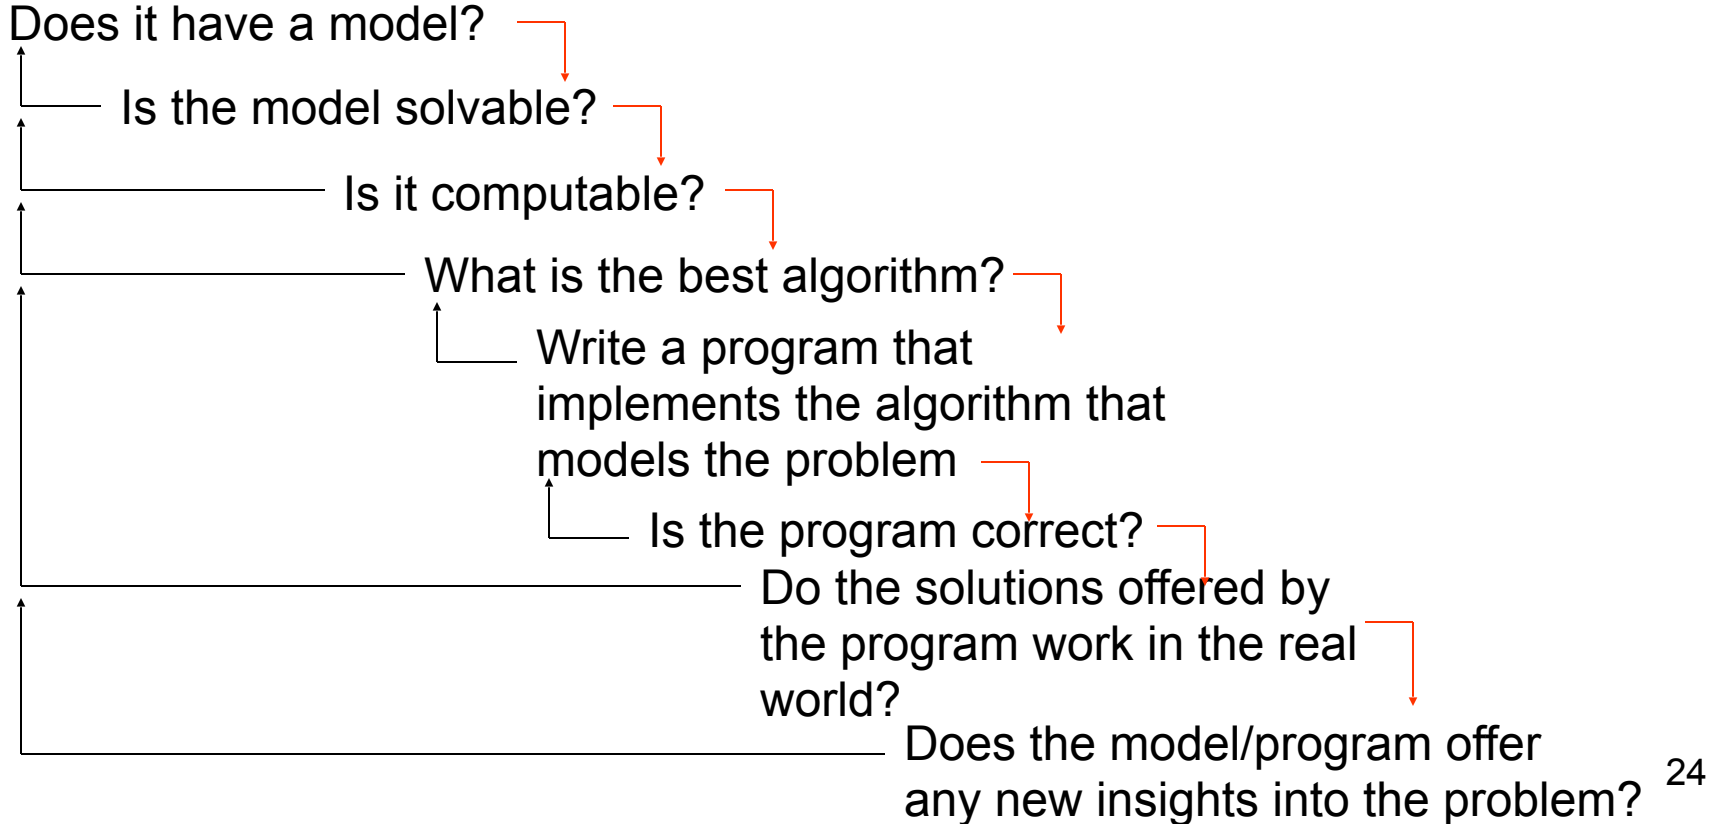 Does it have a model?
Is the model solvable?
Is it computable?
What is the best algorithm?
Write a program that
implements the algorithm that
models the problem
Is the program correct?
Do the solutions offered by
the program work in the real
world?
Does the model/program offer
any new insights into the problem?
24